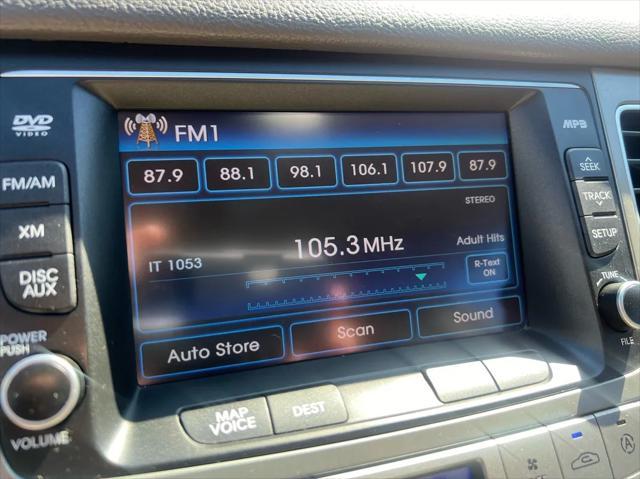 DVD
VIDEO
FM1
MP3
FM/AM
XM
DISC
AUX
87.9 88.1 98.1 106.1 107.9 87.9
STEREO
105.3 MHz
IT 1053
Adult Hits
R-Text
ON
Auto Store
Scan
Sound
SEEK
TRACK
SETUP
TUNE
FILE
POWER
PUSH
VOLUME
MAP
VOICE
DEST